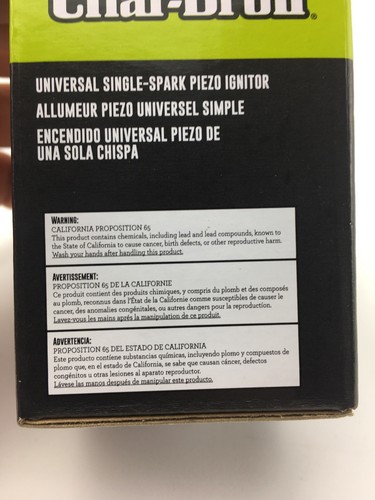 Char-Broil®
UNIVERSAL SINGLE-SPARK PIEZO IGNITOR
ALLUMEUR PIEZO UNIVERSEL SIMPLE
ENCENDIDO UNIVERSAL PIEZO DE
UNA SOLA CHISPA
WARNING:
CALIFORNIA PROPOSITION 65
This product contains chemicals, including lead and lead compounds, known to
the State of California to cause cancer, birth defects, or other reproductive harm.
Wash your hands after handling this product.
AVERTISSEMENT:
PROPOSITION 65 DE LA CALIFORNIE
Ce produit contient des produits chimiques, y compris du plomb et des composés
au plomb, reconnus dans l'État de la Californie comme susceptibles de causer le
cancer, des anomalies congénitales, ou autres dangers pour la reproduction.
Lavez-vous les mains après la manipulation de ce produit.
ADVERTENCIA:
PROPOSITION 65 DEL ESTADO DE CALIFORNIA
Este producto contiene substancias químicas, incluyendo plomo y compuestos de
plomo que, en el estado de California, se sabe que causan cáncer, defectos
congénitos u otras lesiones al aparato reproductor.
Lávese las manos después de manipular este producto.